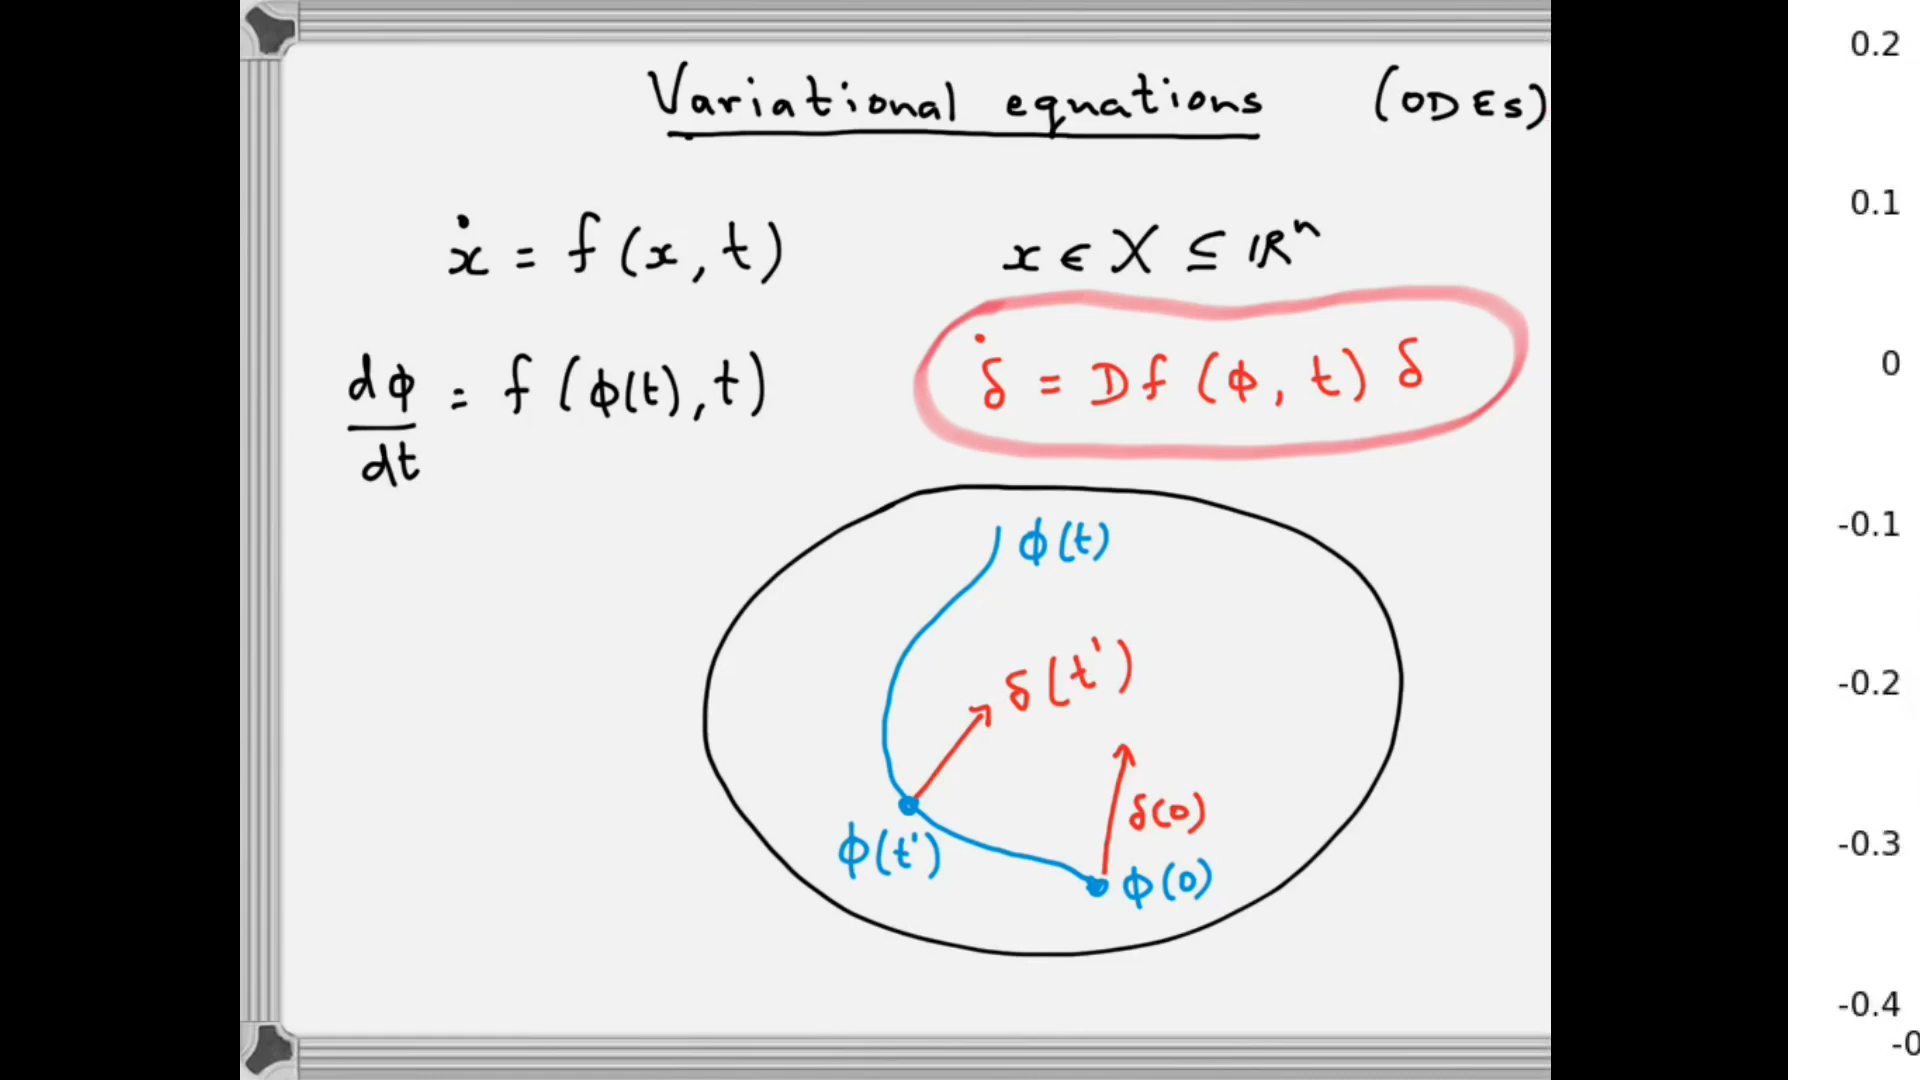 Variational equations (ODEs)
ẋ = f(x, t) x ∈ X ⊆ ℝⁿ
dϕ/dt = f(ϕ(t), t)
δ̇ = Df(ϕ, t) δ
ϕ(t)
δ(t')
δ(0)
ϕ(t')
ϕ(0)
0.2
0.1
0
-0.1
-0.2
-0.3
-0.4
-0